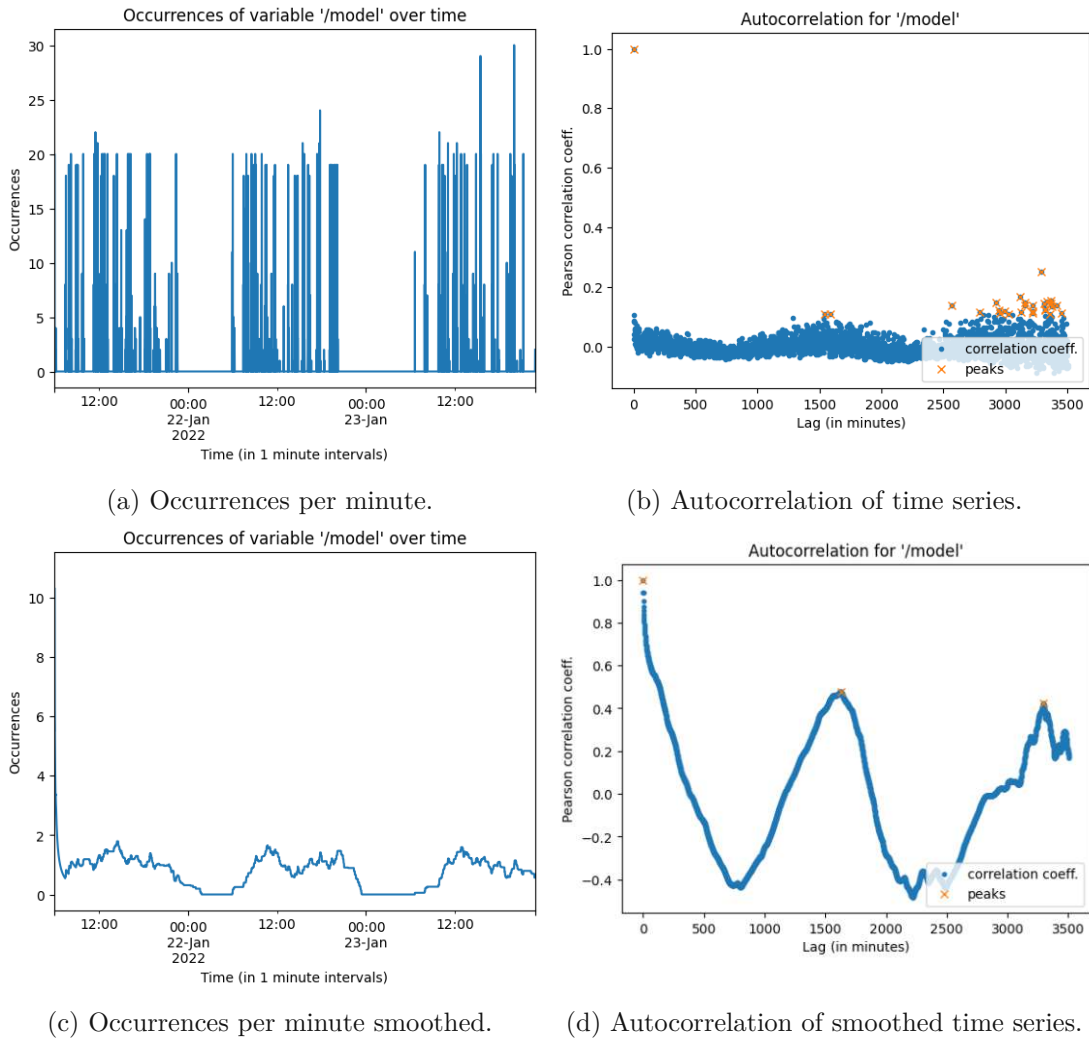 Occurrences of variable '/model' over time
Occurrences
30
25
20
15
10
5
0
12:00
00:00
22-Jan
2022
12:00
00:00
23-Jan
12:00
Time (in 1 minute intervals)
(a) Occurrences per minute.
Autocorrelation for '/model'
Pearson correlation coeff.
1.0
0.8
0.6
0.4
0.2
0.0
correlation coeff.
peaks
0
500
1000
1500
2000
2500
3000
3500
Lag (in minutes)
(b) Autocorrelation of time series.
Occurrences of variable '/model' over time
Occurrences
10
8
6
4
2
0
12:00
00:00
22-Jan
2022
12:00
00:00
23-Jan
12:00
Time (in 1 minute intervals)
(c) Occurrences per minute smoothed.
Autocorrelation for '/model'
Pearson correlation coeff.
1.0
0.8
0.6
0.4
0.2
0.0
−0.2
−0.4
correlation coeff.
peaks
0
500
1000
1500
2000
2500
3000
3500
Lag (in minutes)
(d) Autocorrelation of smoothed time series.